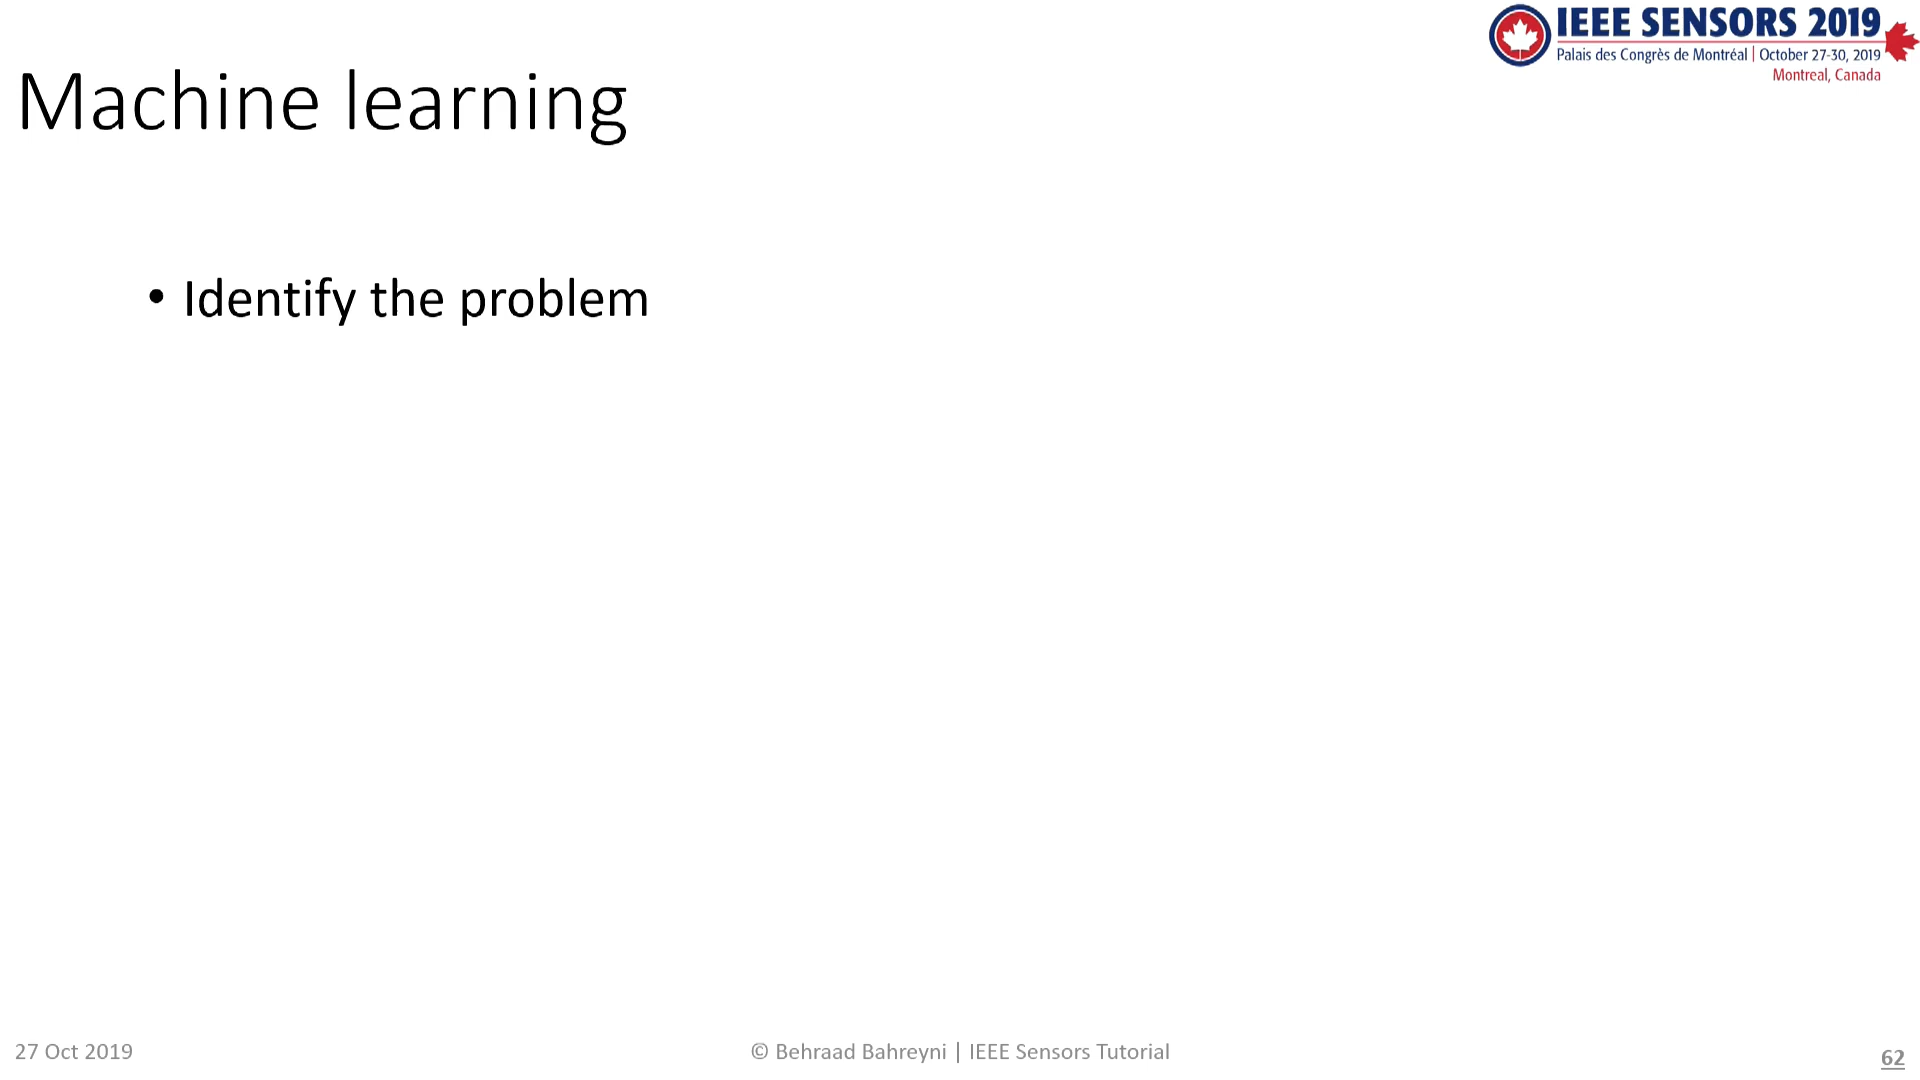 IEEE SENSORS 2019
Palais des Congrès de Montréal | October 27-30, 2019
Montreal, Canada
Machine learning
• Identify the problem
27 Oct 2019
© Behraad Bahreyni | IEEE Sensors Tutorial
62